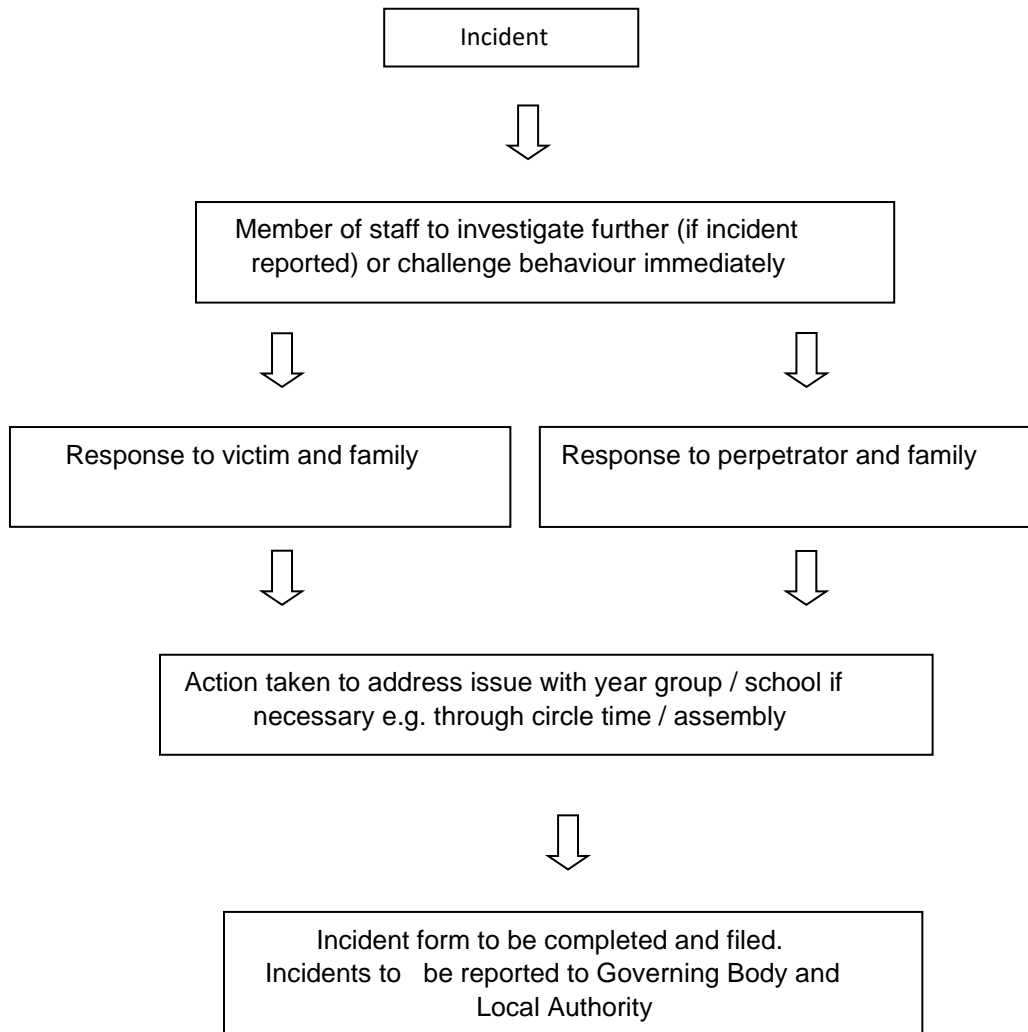 Incident
Member of staff to investigate further (if incident
reported) or challenge behaviour immediately
Response to victim and family
Response to perpetrator and family
Action taken to address issue with year group / school if
necessary e.g. through circle time / assembly
Incident form to be completed and filed.
Incidents to be reported to Governing Body and
Local Authority